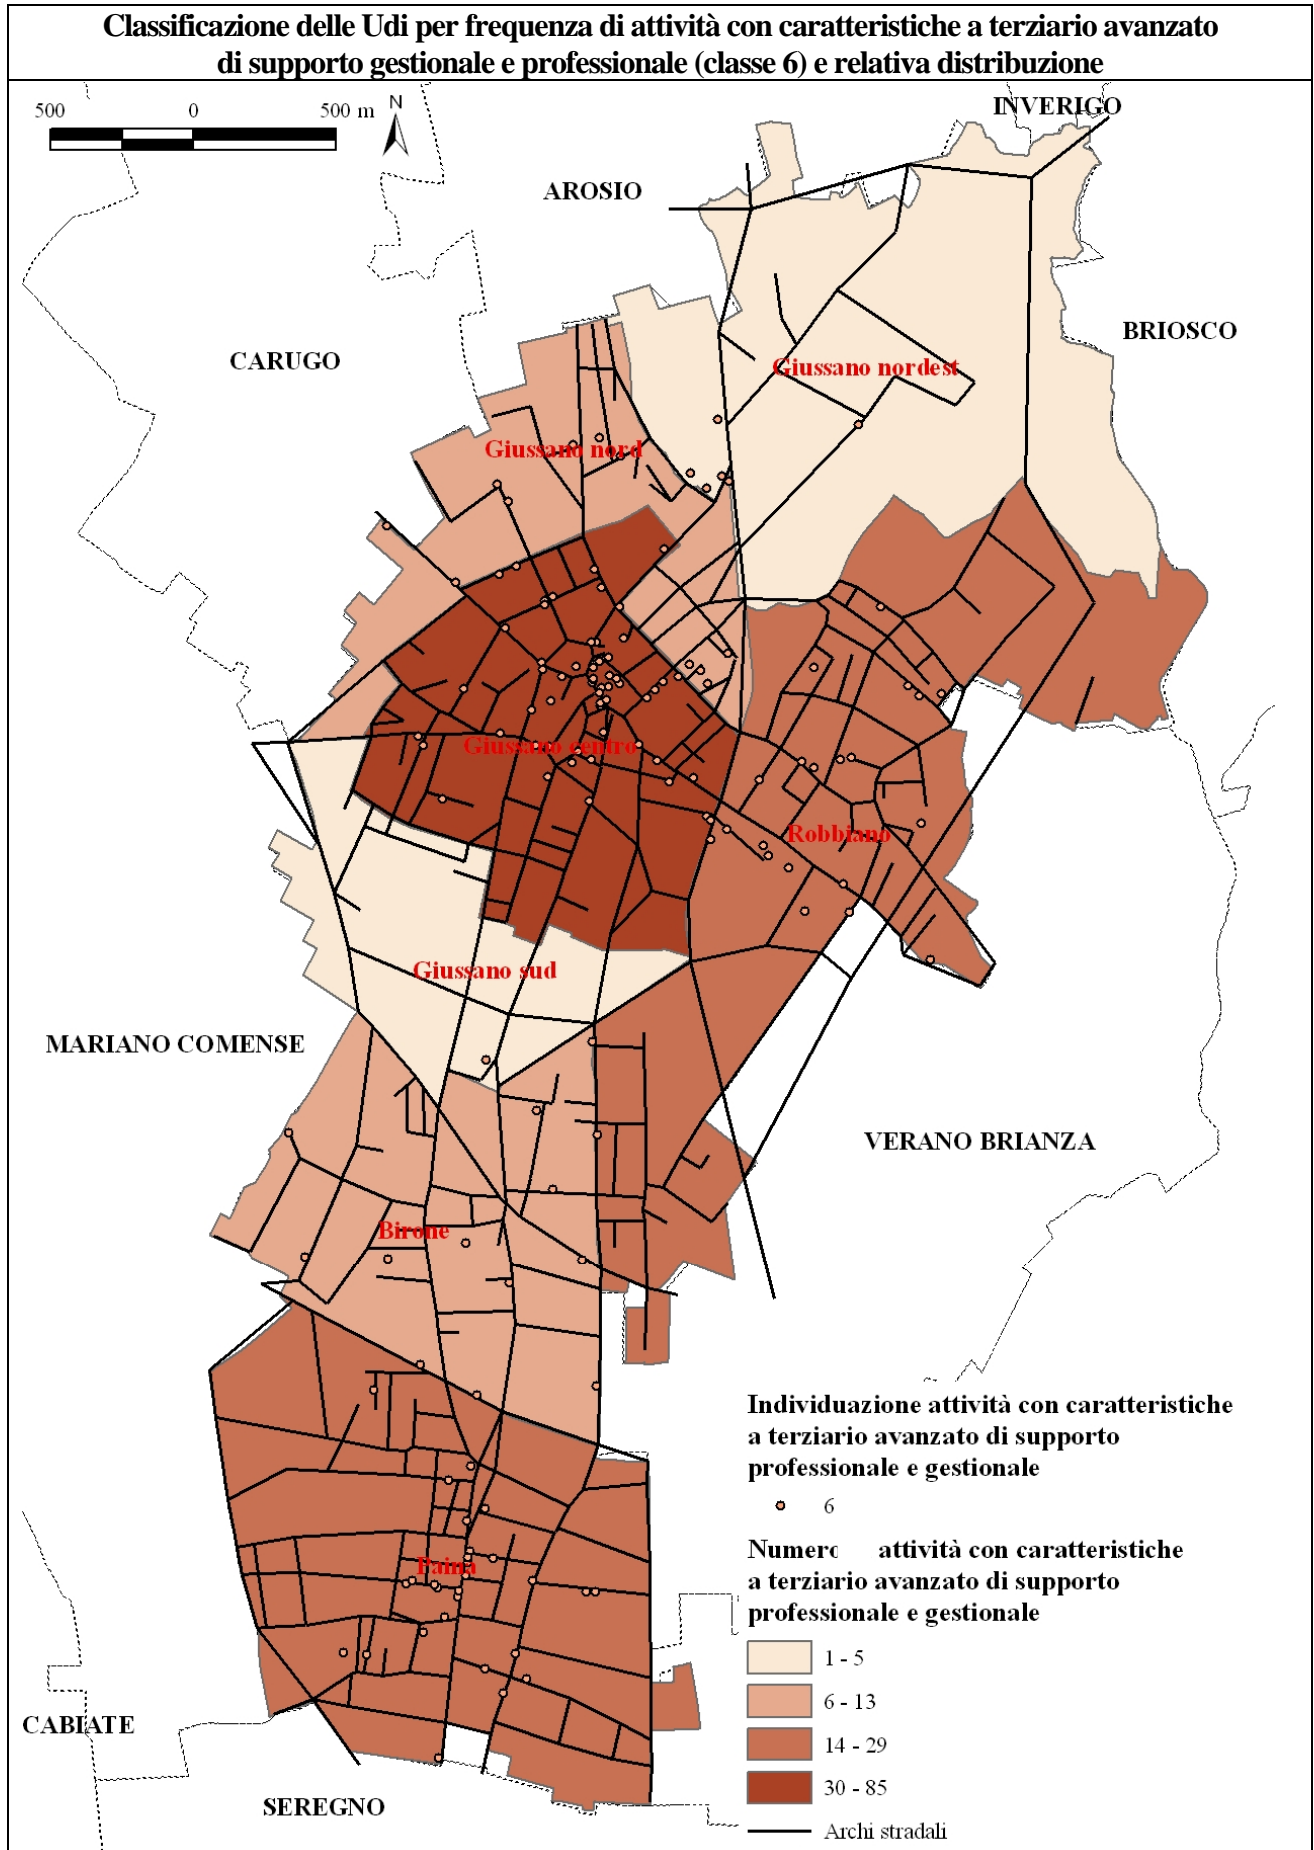 Classificazione delle Udi per frequenza di attività con caratteristiche a terziario avanzato
di supporto gestionale e professionale (classe 6) e relativa distribuzione
500 0 500 m
N
INVERIGO
AROSIO
BRIOSCO
CARUGO
Giussano nordest
Giussano nord
Giussano centro
Robbiano
Giussano sud
MARIANO COMENSE
VERANO BRIANZA
Birone
Individuazione attività con caratteristiche
a terziario avanzato di supporto
professionale e gestionale
6
Numero attività con caratteristiche
a terziario avanzato di supporto
professionale e gestionale
Paina
1 - 5
6 - 13
14 - 29
30 - 85
Archi stradali
CABIATE
SEREGNO